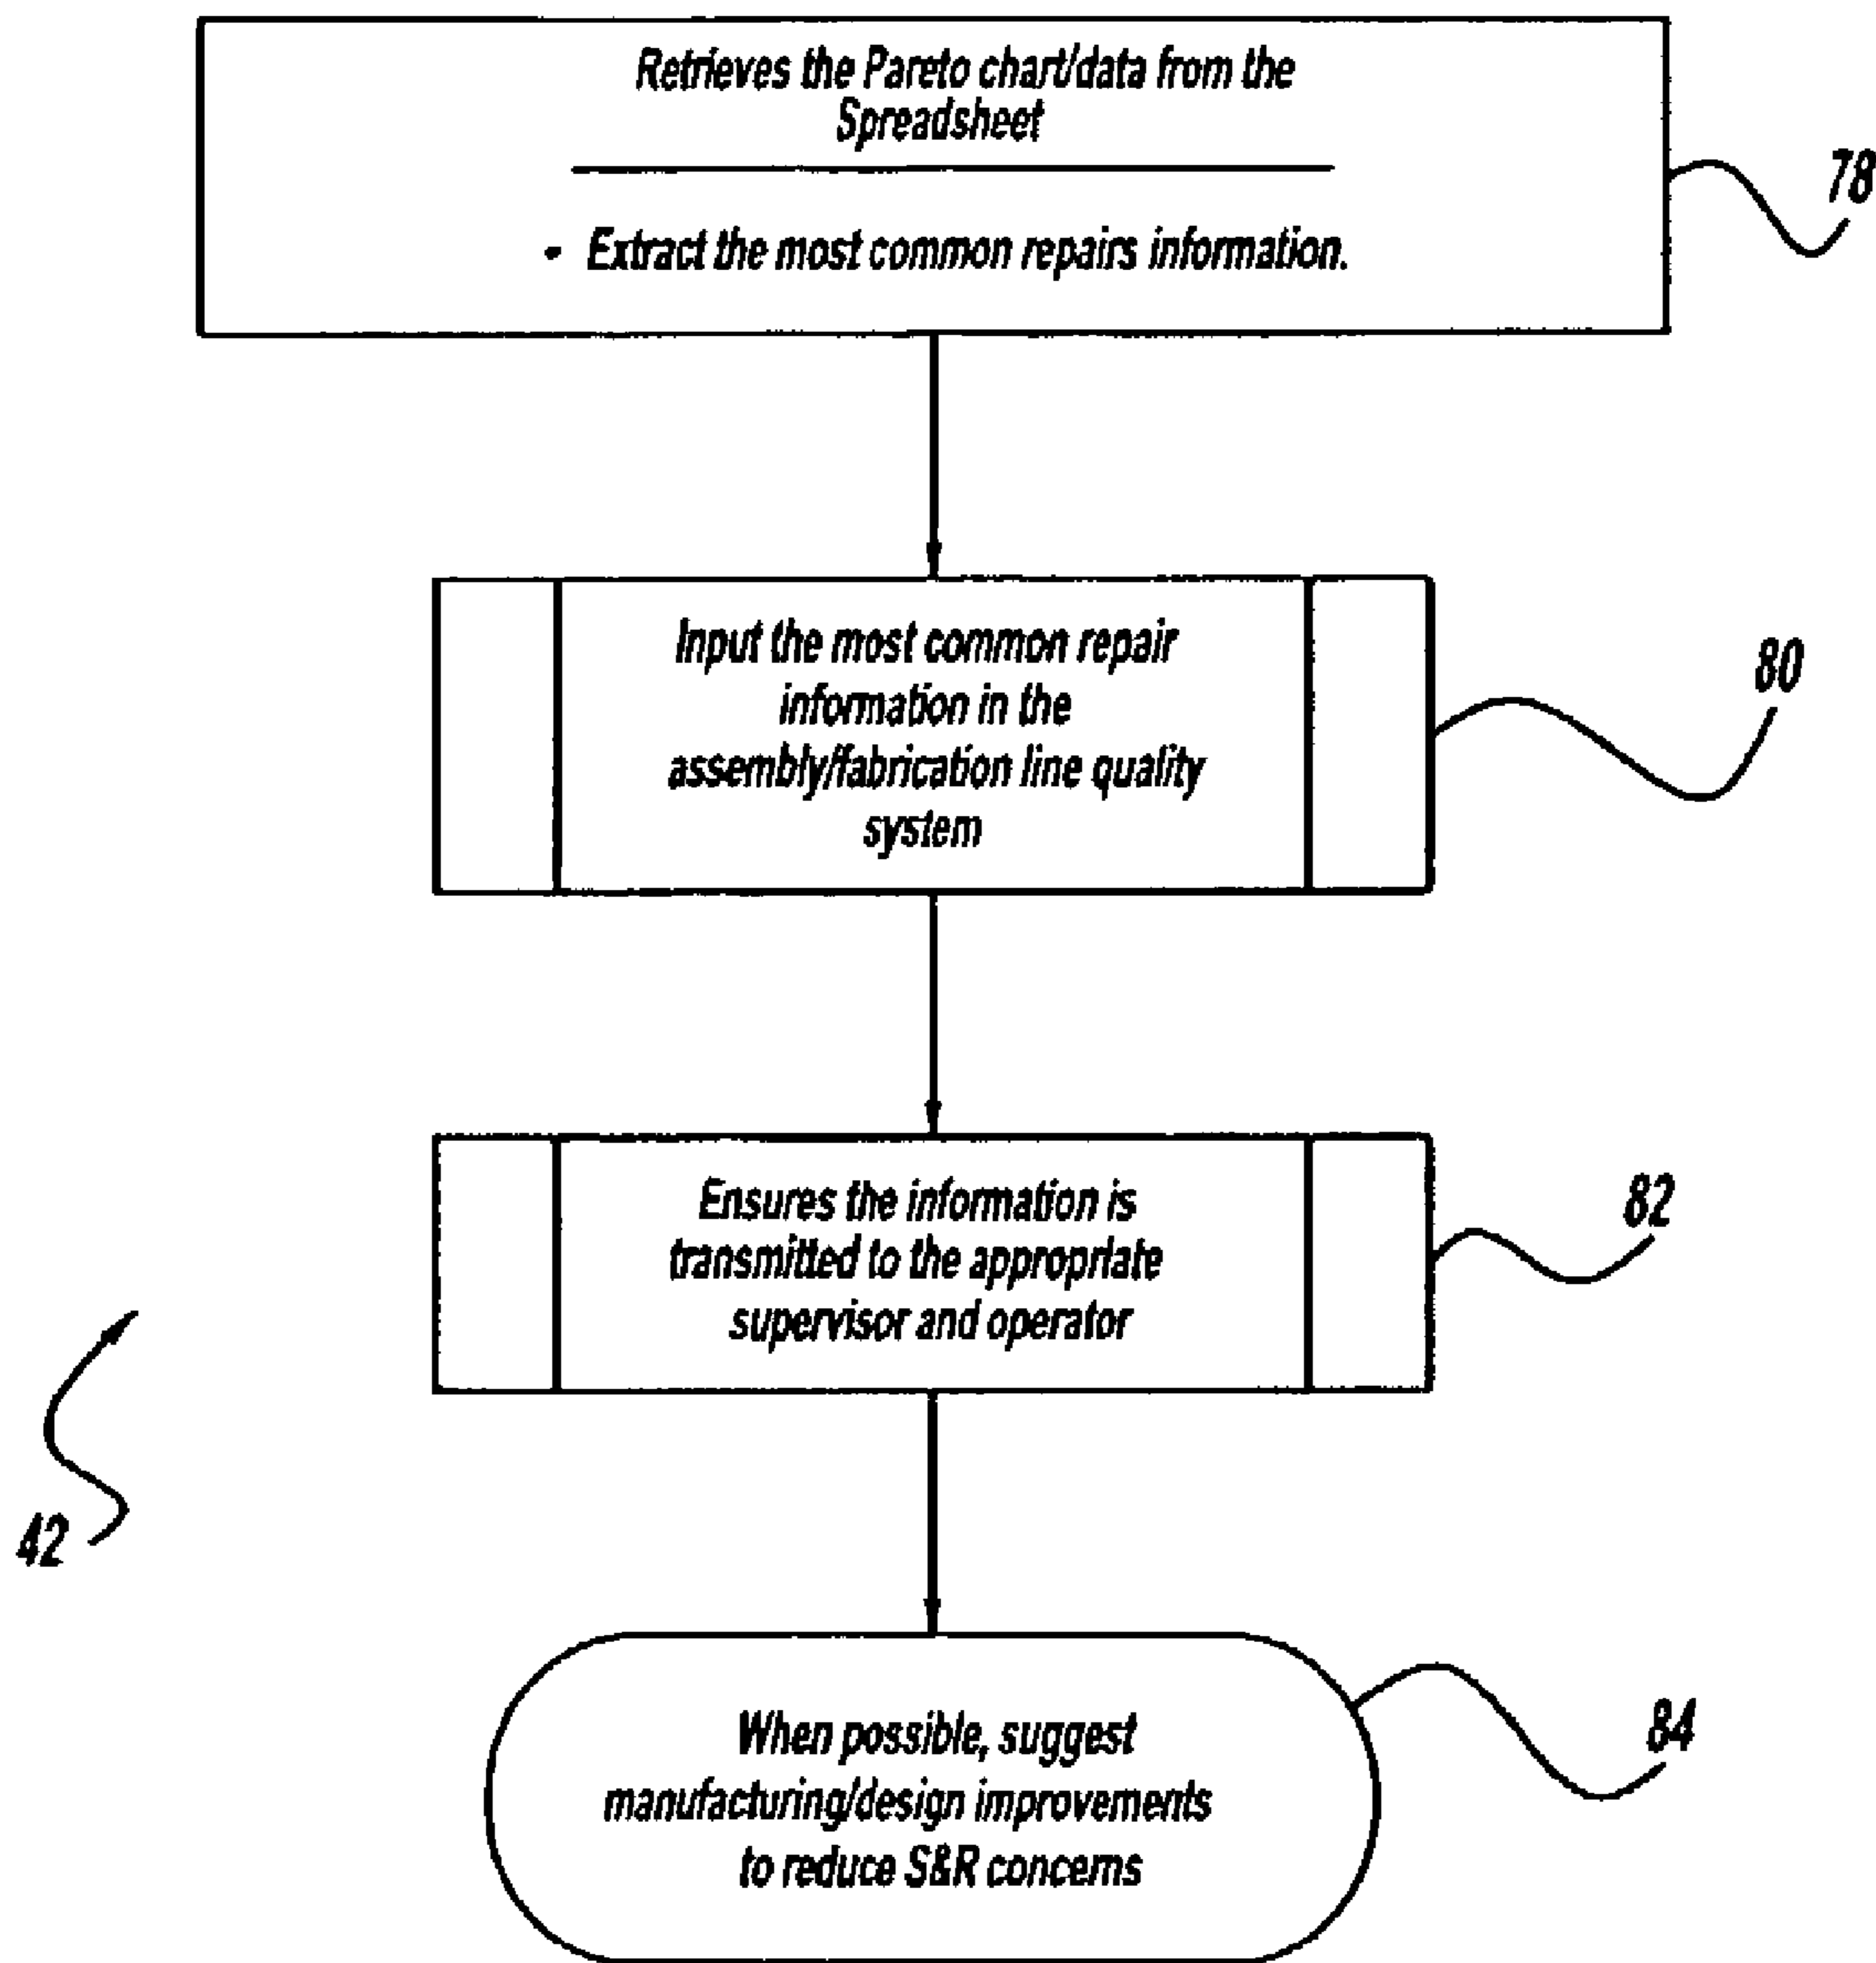 Retrieves the Pareto chart/data from the
Spreadsheet
• Extract the most common repairs information.
78
Input the most common repair
information in the
assembly/fabrication line quality
system
80
Ensures the information is
transmitted to the appropriate
supervisor and operator
82
42
When possible, suggest
manufacturing/design improvements
to reduce S&R concerns
84